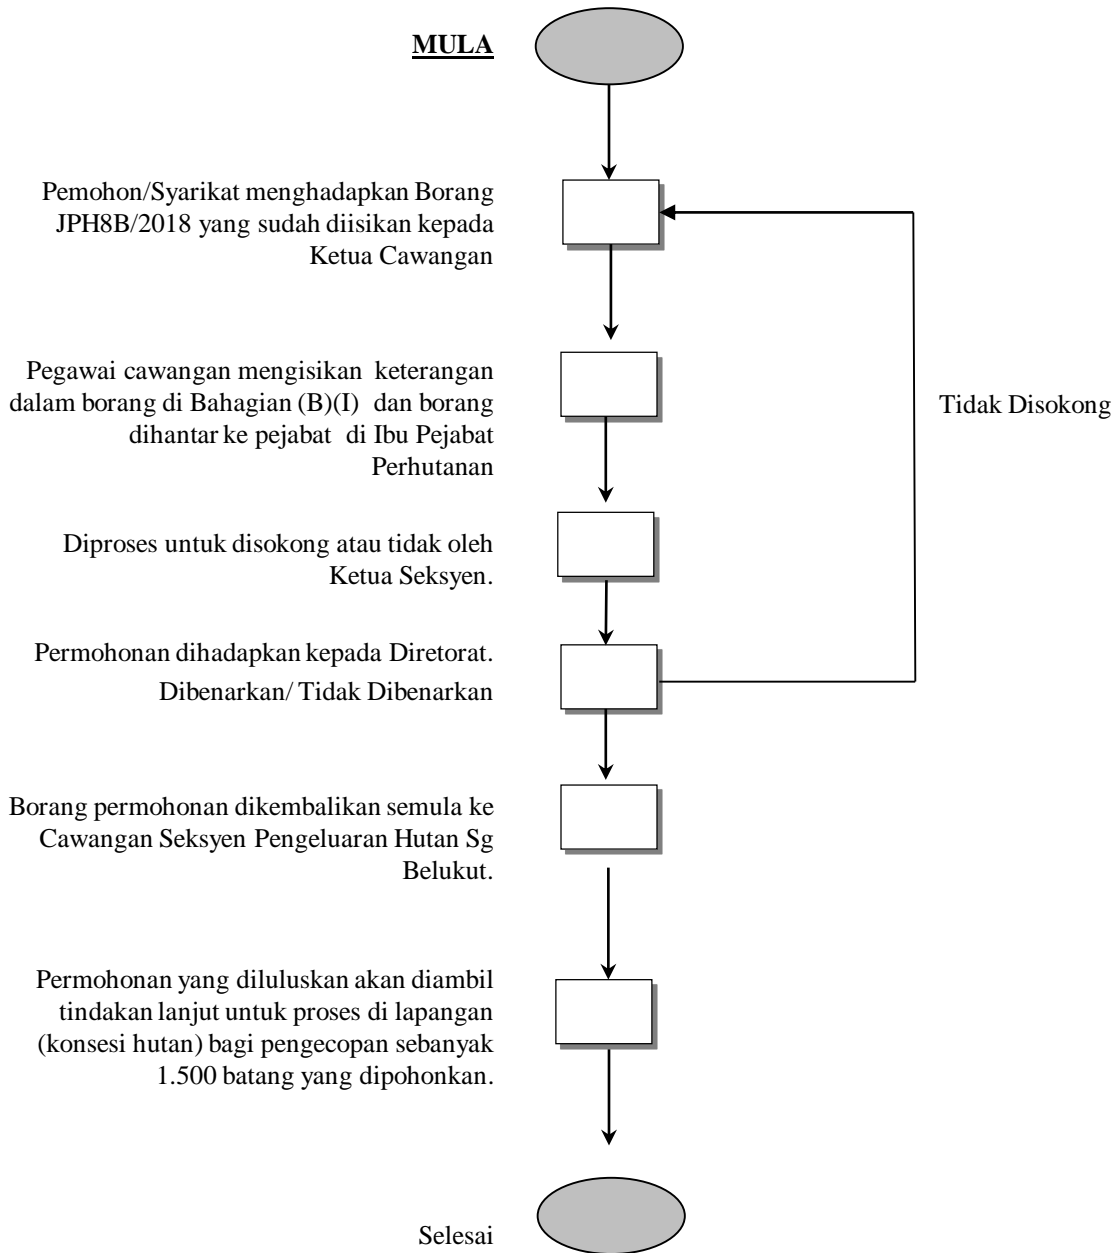 MULA
Pemohon/Syarikat menghadapkan Borang
JPH8B/2018 yang sudah diisikan kepada
Ketua Cawangan
Pegawai cawangan mengisikan keterangan
dalam borang di Bahagian (B)(I) dan borang
dihantar ke pejabat di Ibu Pejabat
Perhutanan
Tidak Disokong
Diproses untuk disokong atau tidak oleh
Ketua Seksyen.
Permohonan dihadapkan kepada Diretorat.
Dibenarkan/ Tidak Dibenarkan
Borang permohonan dikembalikan semula ke
Cawangan Seksyen Pengeluaran Hutan Sg
Belukut.
Permohonan yang diluluskan akan diambil
tindakan lanjut untuk proses di lapangan
(konsesi hutan) bagi pengecopan sebanyak
1.500 batang yang dipohonkan.
Selesai